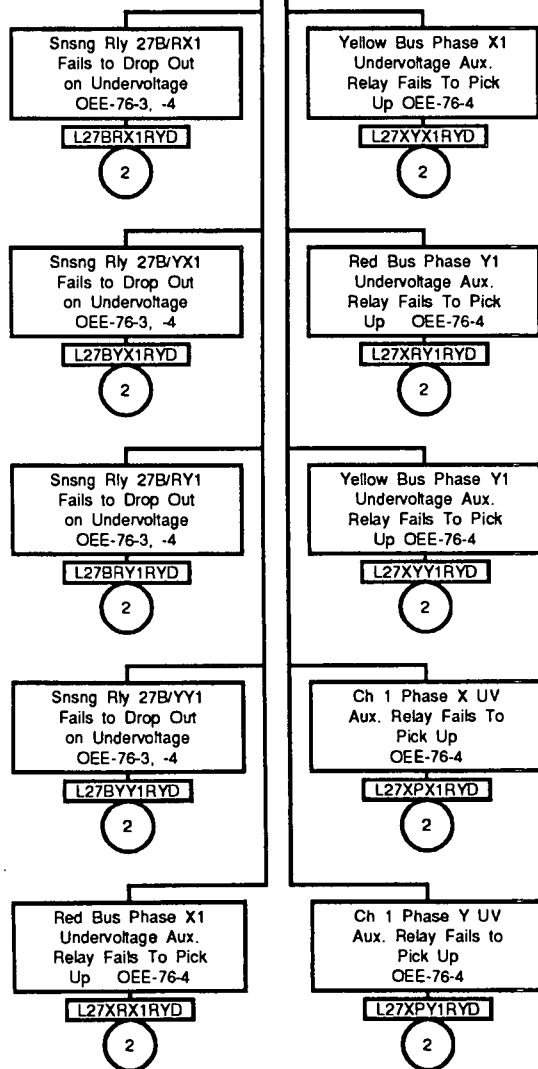 Snsng Rly 27B/RX1
Fails to Drop Out
on Undervoltage
OEE-76-3, -4
L27BRX1RYD
2
Yellow Bus Phase X1
Undervoltage Aux.
Relay Fails To Pick
Up OEE-76-4
L27XYX1RYD
2
Snsng Rly 27B/YX1
Fails to Drop Out
on Undervoltage
OEE-76-3, -4
L27BYX1RYD
2
Red Bus Phase Y1
Undervoltage Aux.
Relay Fails To Pick
Up OEE-76-4
L27XRY1RYD
2
Snsng Rly 27B/RY1
Fails to Drop Out
on Undervoltage
OEE-76-3, -4
L27BRY1RYD
2
Yellow Bus Phase Y1
Undervoltage Aux.
Relay Fails To Pick
Up OEE-76-4
L27XYY1RYD
2
Snsng Rly 27B/YY1
Fails to Drop Out
on Undervoltage
OEE-76-3, -4
L27BYY1RYD
2
Ch 1 Phase X UV
Aux. Relay Fails To
Pick Up
OEE-76-4
L27XPX1RYD
2
Red Bus Phase X1
Undervoltage Aux.
Relay Fails To Pick
Up OEE-76-4
L27XRX1RYD
2
Ch 1 Phase Y UV
Aux. Relay Fails to
Pick Up
OEE-76-4
L27XPY1RYD
2